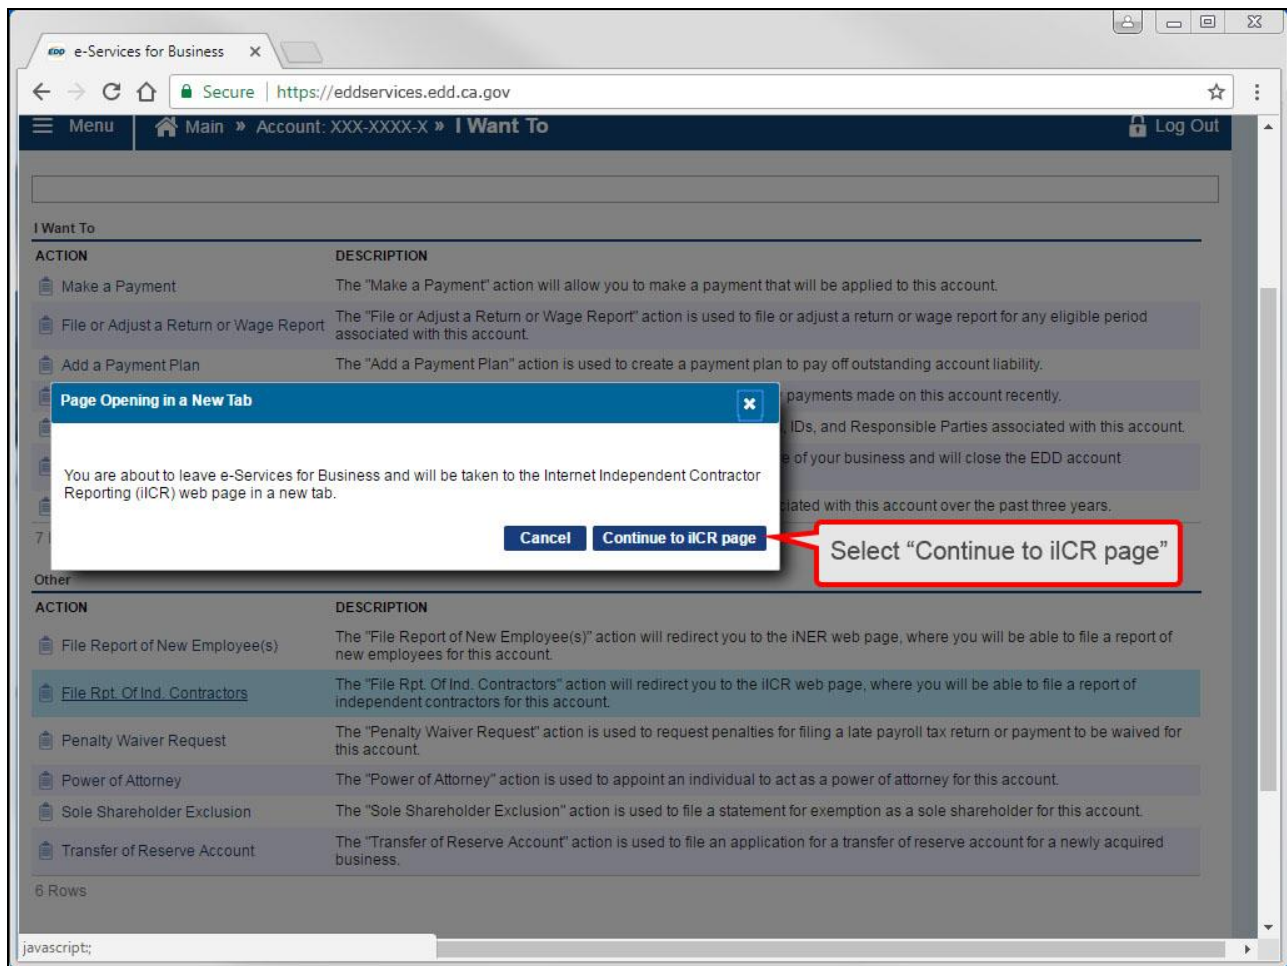 EDD e-Services for Business
Secure | https://eddservices.edd.ca.gov
Menu Main » Account: XXX-XXXX-X » I Want To Log Out
I Want To
ACTION DESCRIPTION
Make a Payment The "Make a Payment" action will allow you to make a payment that will be applied to this account.
File or Adjust a Return or Wage Report The "File or Adjust a Return or Wage Report" action is used to file or adjust a return or wage report for any eligible period
associated with this account.
Add a Payment Plan The "Add a Payment Plan" action is used to create a payment plan to pay off outstanding account liability.
payments made on this account recently.
, IDs, and Responsible Parties associated with this account.
e of your business and will close the EDD account
ciated with this account over the past three years.
Page Opening in a New Tab
You are about to leave e-Services for Business and will be taken to the Internet Independent Contractor
Reporting (iICR) web page in a new tab.
Cancel Continue to iICR page
Select “Continue to iICR page”
7
Other
ACTION DESCRIPTION
File Report of New Employee(s) The "File Report of New Employee(s)" action will redirect you to the iNER web page, where you will be able to file a report of
new employees for this account.
File Rpt. Of Ind. Contractors The "File Rpt. Of Ind. Contractors" action will redirect you to the iICR web page, where you will be able to file a report of
independent contractors for this account.
Penalty Waiver Request The "Penalty Waiver Request" action is used to request penalties for filing a late payroll tax return or payment to be waived for
this account.
Power of Attorney The "Power of Attorney" action is used to appoint an individual to act as a power of attorney for this account.
Sole Shareholder Exclusion The "Sole Shareholder Exclusion" action is used to file a statement for exemption as a sole shareholder for this account.
Transfer of Reserve Account The "Transfer of Reserve Account" action is used to file an application for a transfer of reserve account for a newly acquired
business.
6 Rows
javascript:;